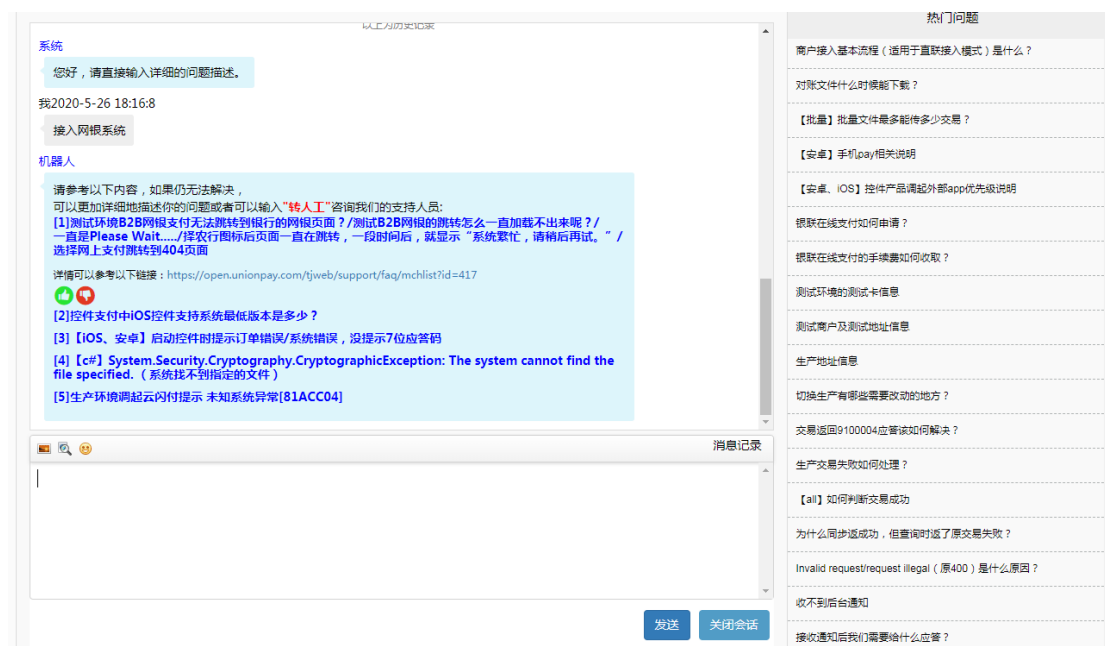 以上为历史记录
系统
您好，请直接输入详细的问题描述。
我2020-5-26 18:16:8
接入网银系统
机器人
请参考以下内容，如果仍无法解决，
可以更加详细地描述你的问题或者可以输入"转人工"咨询我们的支持人员:
[1]测试环境B2B网银支付无法跳转到银行的网银页面？/测试B2B网银的跳转怎么一直加载不出来呢？/
一直是Please Wait...../择农行图标后页面一直在跳转，一段时间后，就显示“系统繁忙，请稍后再试。”/
选择网上支付跳转到404页面
详情可以参考以下链接：https://open.unionpay.com/tjweb/support/faq/mchlist?id=417
[2]控件支付中iOS控件支持系统最低版本是多少？
[3]【iOS、安卓】启动控件时提示订单错误/系统错误，没提示7位应答码
[4]【c#】System.Security.Cryptography.CryptographicException: The system cannot find the
file specified.（系统找不到指定的文件）
[5]生产环境调起云闪付提示 未知系统异常[81ACC04]
消息记录
发送
关闭会话
热门问题
商户接入基本流程（适用于直联接入模式）是什么？
对账文件什么时候能下载？
【批量】批量文件最多能传多少交易？
【安卓】手机pay相关说明
【安卓、iOS】控件产品调起外部app优先级说明
银联在线支付如何申请？
银联在线支付的手续费如何收取？
测试环境的测试卡信息
测试商户及测试地址信息
生产地址信息
切换生产有哪些需要改动的地方？
交易返回9100004应答该如何解决？
生产交易失败如何处理？
【all】如何判断交易成功
为什么同步返成功，但查询时返了原交易失败？
Invalid request/request illegal（原400）是什么原因？
收不到后台通知
接收通知后我们需要给什么应答？